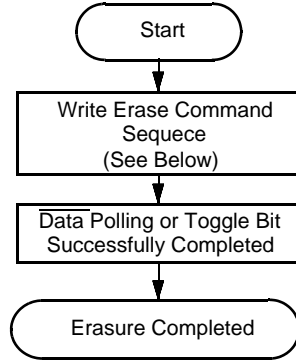 Start
Write Erase Command
Sequece
(See Below)
Data Polling or Toggle Bit
Successfully Completed
Erasure Completed